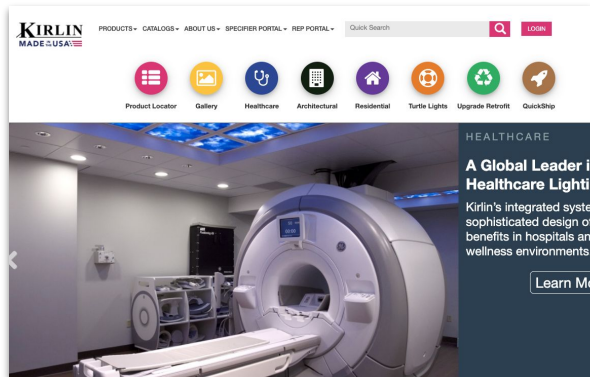 KIRLIN
MADE IN THE USA
PRODUCTS CATALOGS ABOUT US SPECIFIER PORTAL REP PORTAL
Quick Search
LOGIN
Product Locator Gallery Healthcare Architectural Residential Turtle Lights Upgrade Retrofit QuickShip
HEALTHCARE
A Global Leader i
Healthcare Lighti
Kirlin's integrated syste
sophisticated design of
benefits in hospitals an
wellness environments
Learn Mo